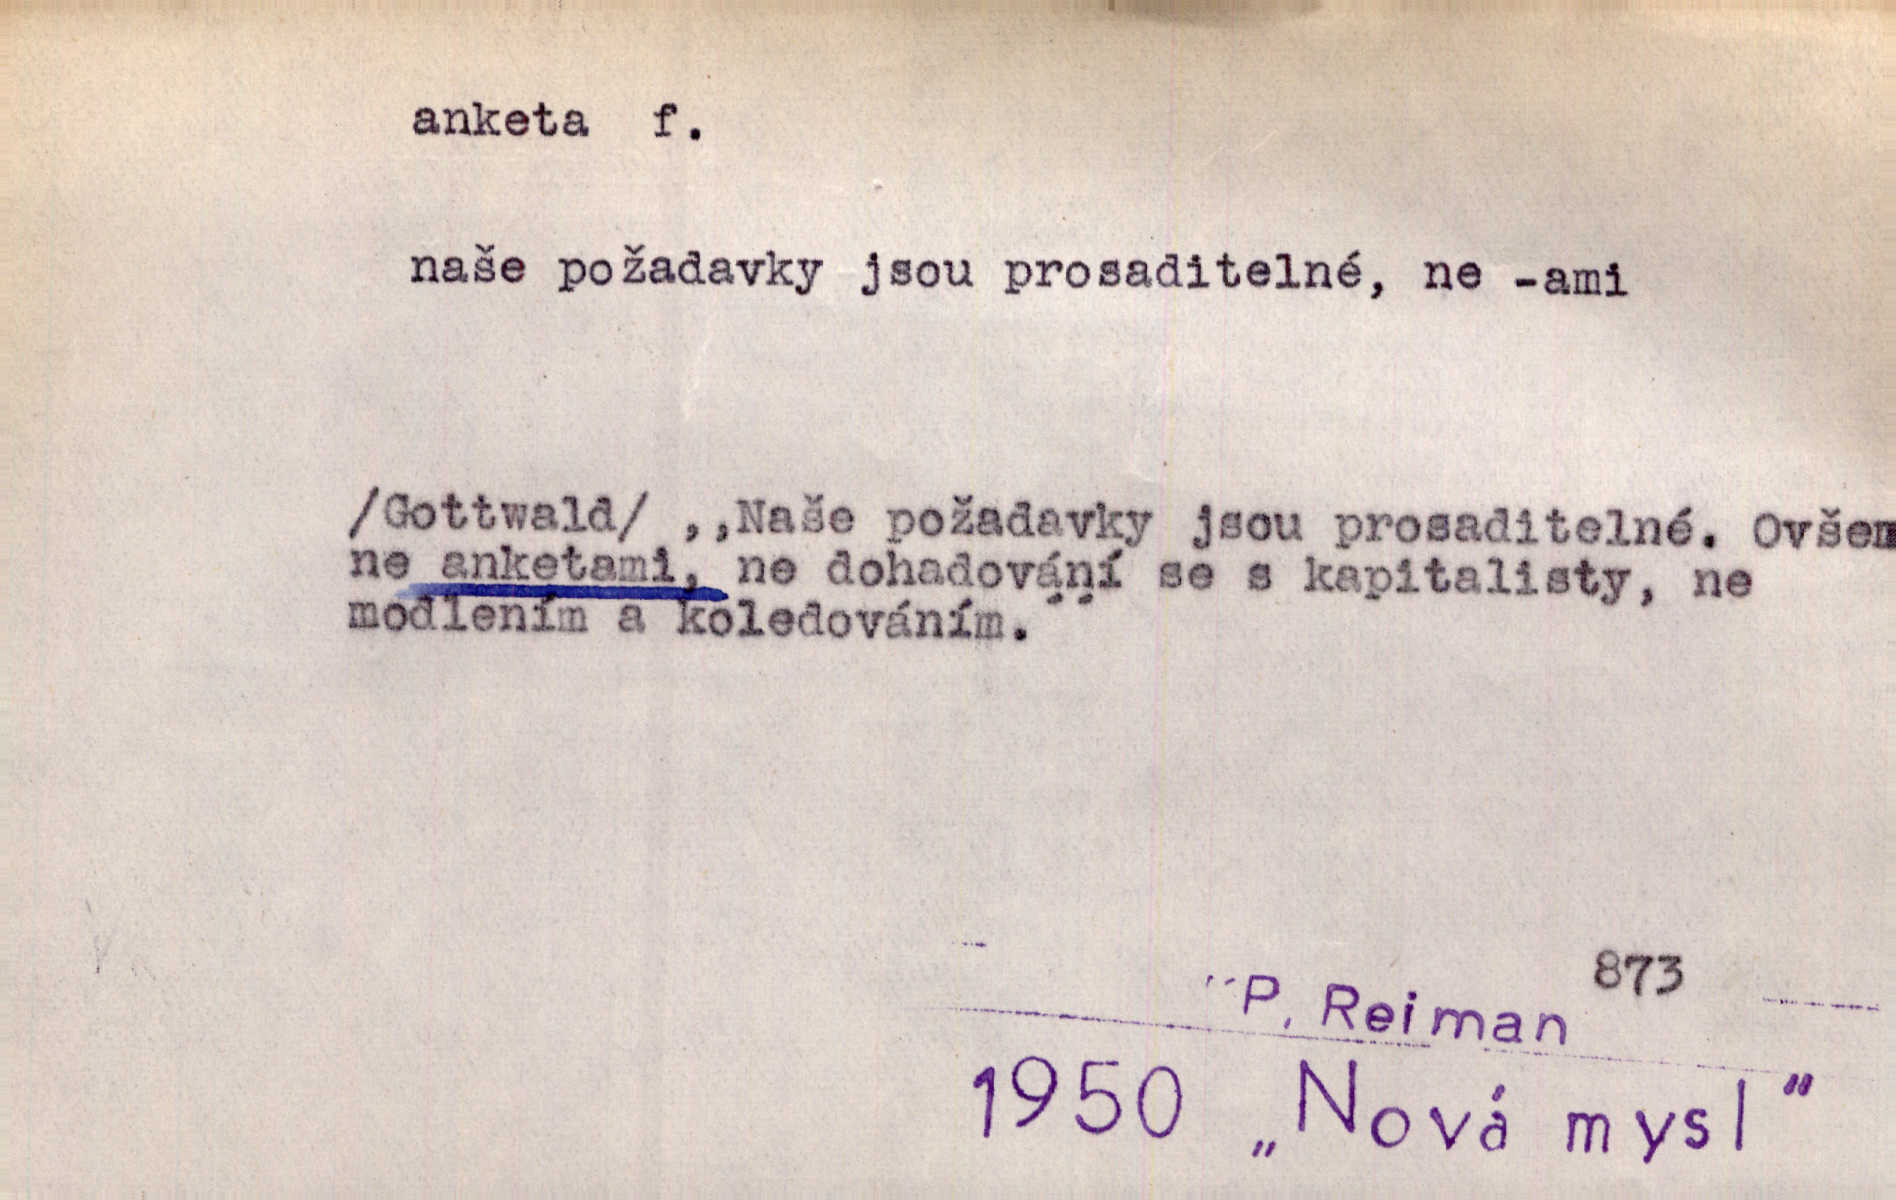 anketa f.
naše požadavky jsou prosaditelné, ne -ami
/Gottwald/ ,,Naše požadavky jsou prosaditelné. Ovšem
ne anketami, ne dohadování se s kapitalisty, ne
modlením a koledováním.´´
873
P. Reiman
1950 „Nová mysl"